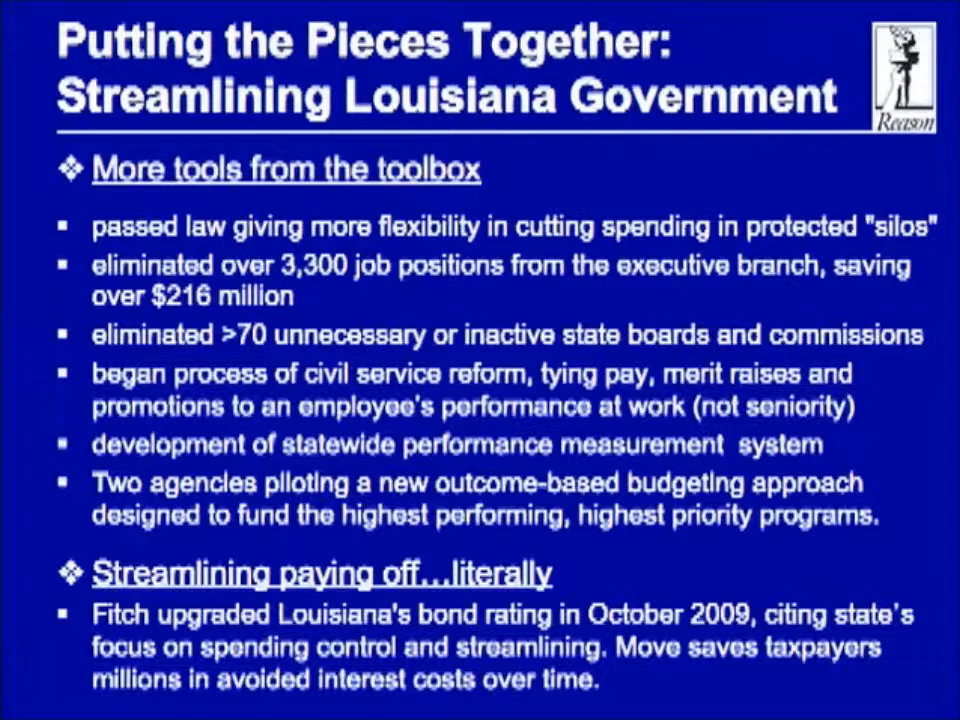 Putting the Pieces Together:
Streamlining Louisiana Government
Reason
❖ More tools from the toolbox
▪ passed law giving more flexibility in cutting spending in protected "silos"
▪ eliminated over 3,300 job positions from the executive branch, saving
over $216 million
▪ eliminated >70 unnecessary or inactive state boards and commissions
▪ began process of civil service reform, tying pay, merit raises and
promotions to an employee's performance at work (not seniority)
▪ development of statewide performance measurement system
▪ Two agencies piloting a new outcome-based budgeting approach
designed to fund the highest performing, highest priority programs.
❖ Streamlining paying off...literally
▪ Fitch upgraded Louisiana's bond rating in October 2009, citing state's
focus on spending control and streamlining. Move saves taxpayers
millions in avoided interest costs over time.